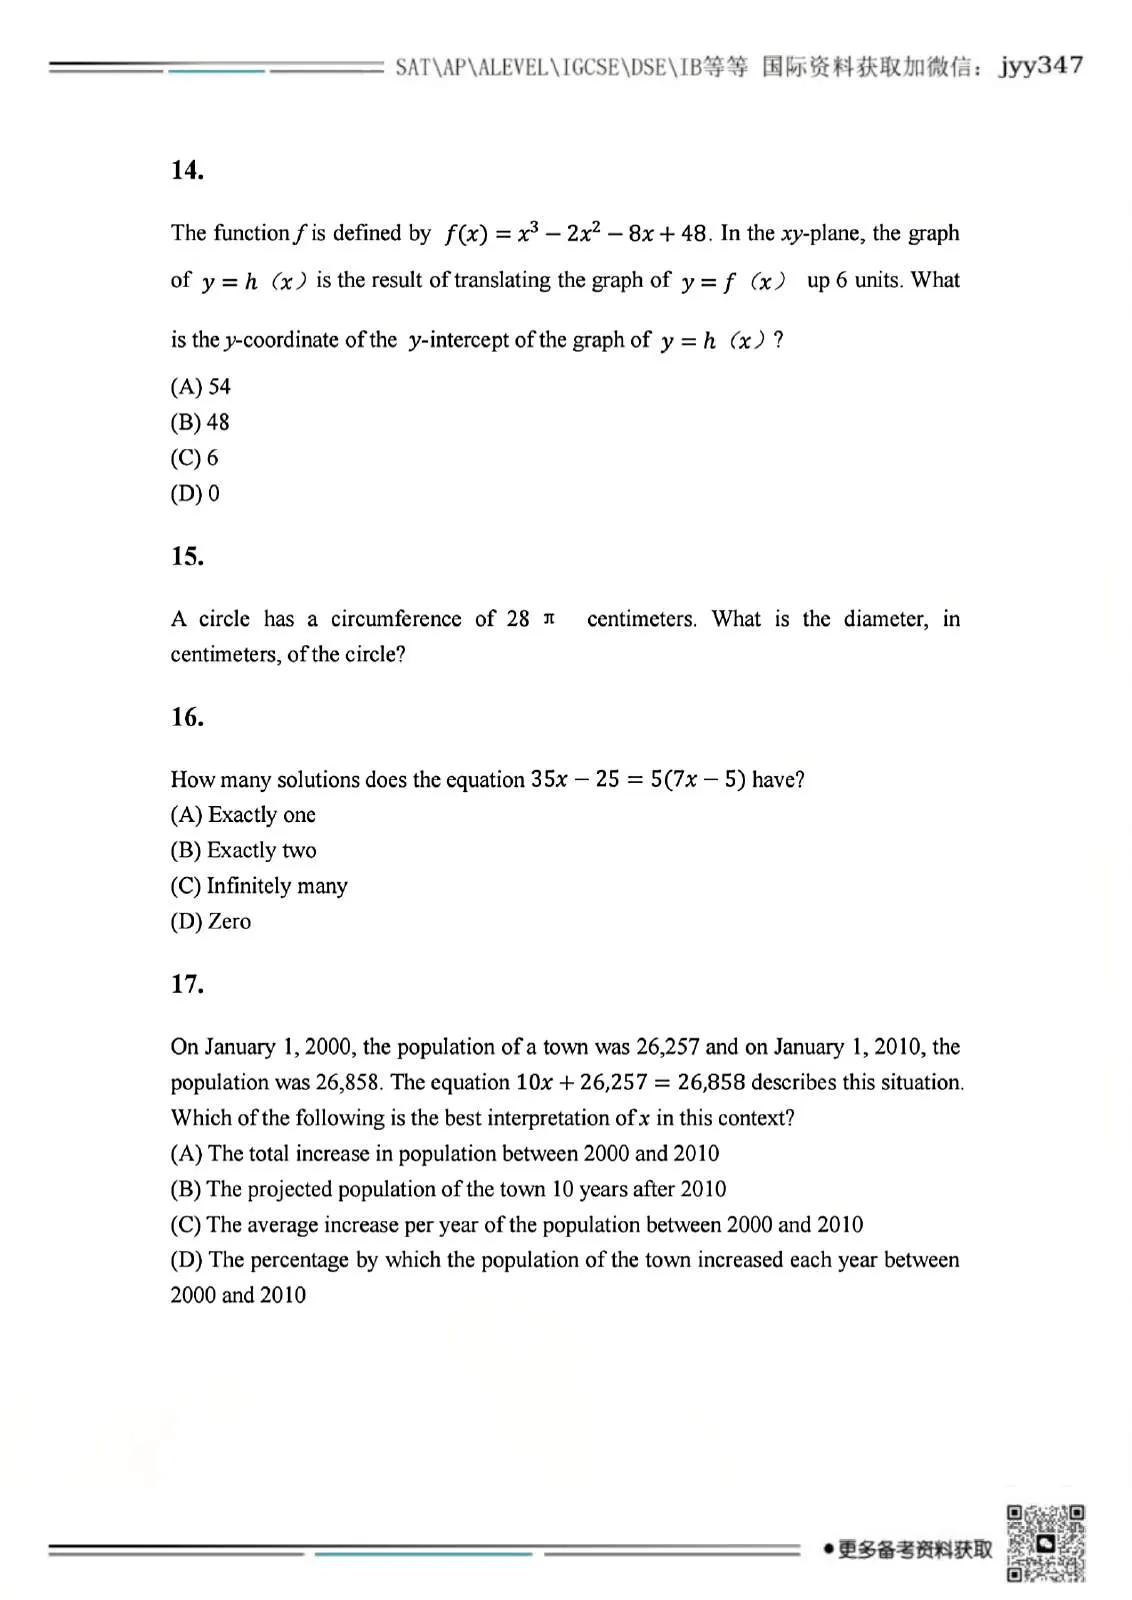 SAT\AP\ALEVEL\IGCSE\DSE\IB等等 国际资料获取加微信：jyy347
14.
The function f is defined by f(x) = x³ − 2x² − 8x + 48. In the xy-plane, the graph
of y = h（x）is the result of translating the graph of y = f（x） up 6 units. What
is the y-coordinate of the y-intercept of the graph of y = h（x）?
(A) 54
(B) 48
(C) 6
(D) 0
15.
A circle has a circumference of 28 π centimeters. What is the diameter, in
centimeters, of the circle?
16.
How many solutions does the equation 35x − 25 = 5(7x − 5) have?
(A) Exactly one
(B) Exactly two
(C) Infinitely many
(D) Zero
17.
On January 1, 2000, the population of a town was 26,257 and on January 1, 2010, the
population was 26,858. The equation 10x + 26,257 = 26,858 describes this situation.
Which of the following is the best interpretation of x in this context?
(A) The total increase in population between 2000 and 2010
(B) The projected population of the town 10 years after 2010
(C) The average increase per year of the population between 2000 and 2010
(D) The percentage by which the population of the town increased each year between
2000 and 2010
●更多备考资料获取